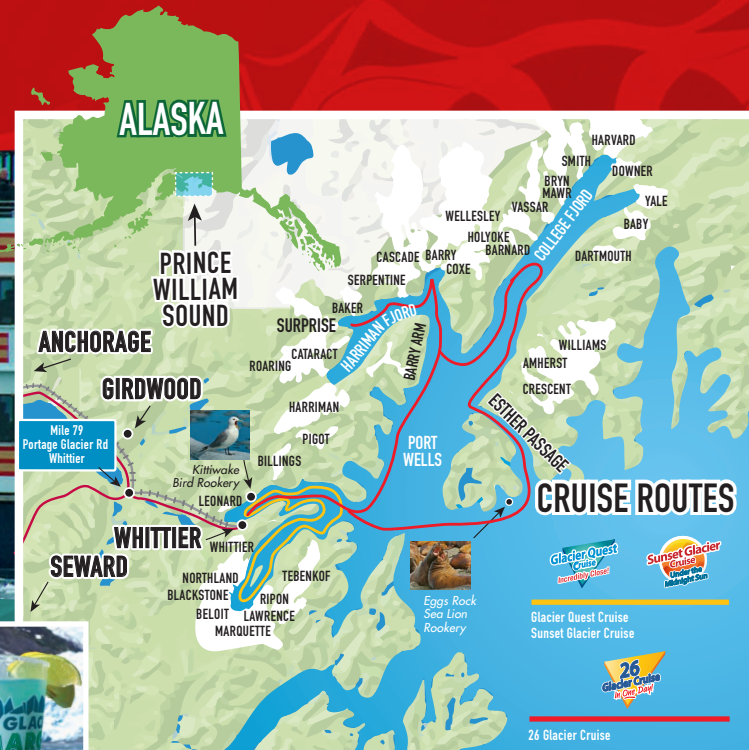 ALASKA
PRINCE
WILLIAM
SOUND
HARVARD
SMITH
DOWNER
BRYN
MAWR
YALE
VASSAR
BABY
WELLESLEY
COLLEGE FJORD
HOLYOKE
BARNARD
DARTMOUTH
CASCADE
BARRY
COXE
SERPENTINE
BAKER
SURPRISE
HARRIMAN FJORD
CATARACT
ROARING
BARRY ARM
WILLIAMS
AMHERST
CRESCENT
HARRIMAN
ESTHER PASSAGE
ANCHORAGE
GIRDWOOD
Mile 79
Portage Glacier Rd
Whittier
PIGOT
PORT
WELLS
Kittiwake
Bird Rookery
BILLINGS
LEONARD
WHITTIER
WHITTIER
SEWARD
NORTHLAND
TEBENKOF
BLACKSTONE
RIPON
BELOIT
LAWRENCE
MARQUETTE
Eggs Rock
Sea Lion
Rookery
CRUISE ROUTES
Glacier Quest
Cruise
Incredibly Close!
Sunset Glacier
Cruise
Under the
Midnight Sun
Glacier Quest Cruise
Sunset Glacier Cruise
26
Glacier Cruise
in One Day!
26 Glacier Cruise